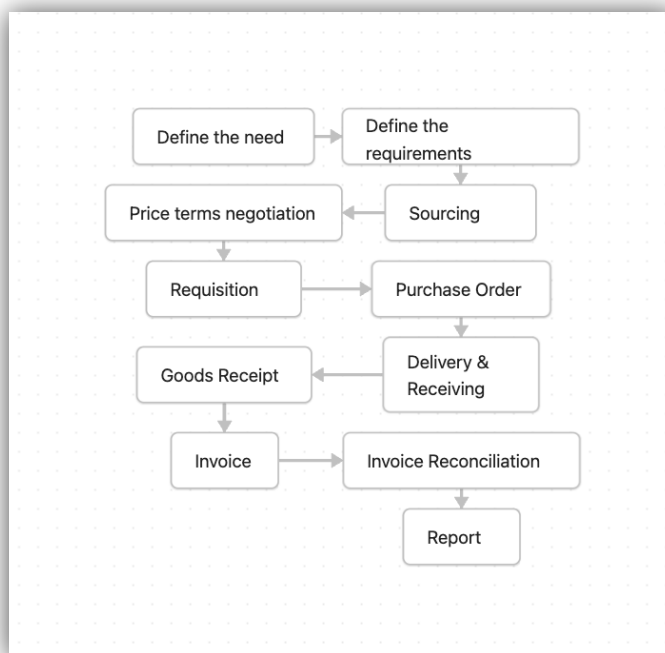 Define the need
Define the
requirements
Price terms negotiation
Sourcing
Requisition
Purchase Order
Goods Receipt
Delivery &
Receiving
Invoice
Invoice Reconciliation
Report